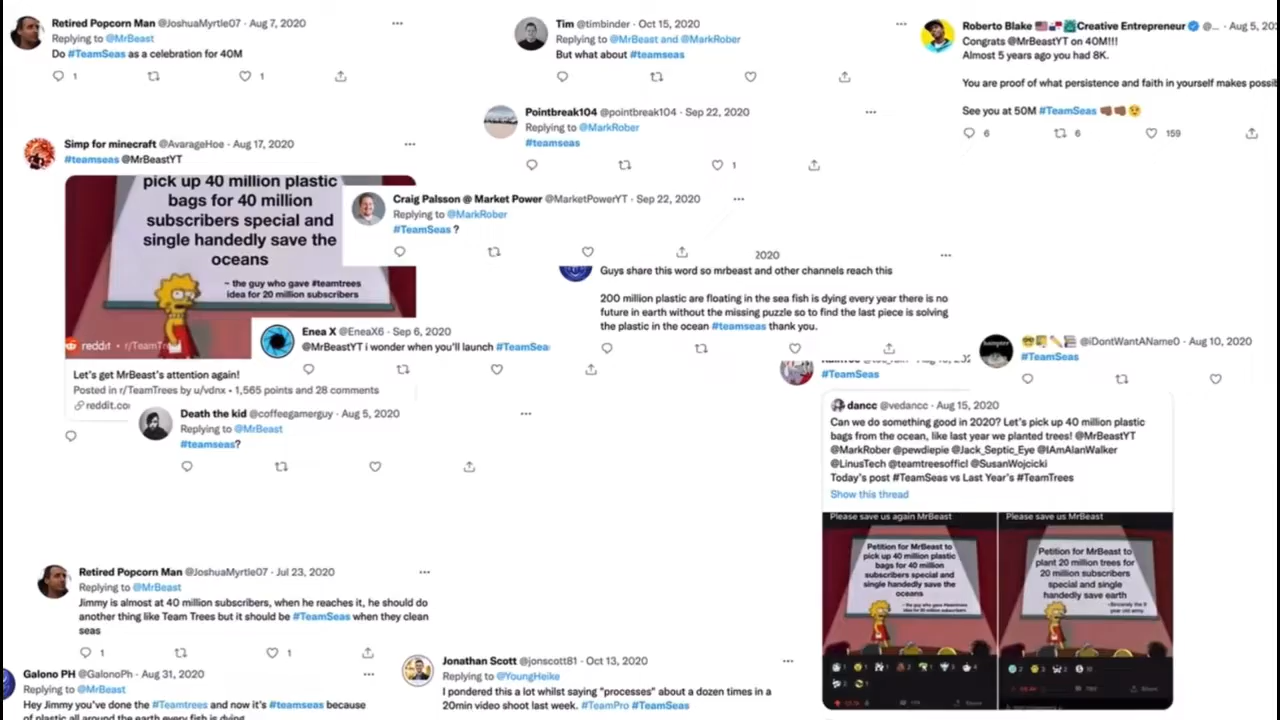 Retired Popcorn Man @JoshuaMyrtle07 · Aug 7, 2020
Replying to @MrBeast
Do #TeamSeas as a celebration for 40M
1
1
Tim @timbinder · Oct 15, 2020
Replying to @MrBeast and @MarkRober
But what about #teamseas
Roberto Blake Creative Entrepreneur @... · Aug 5,
Congrats @MrBeastYT on 40M!!!
Almost 5 years ago you had 8K.
You are proof of what persistence and faith in yourself makes
See you at 50M #TeamSeas
6
6
159
Pointbreak104 @pointbreak104 · Sep 22, 2020
Replying to @MarkRober
#teamseas
1
Simp for minecraft @AvarageHoe · Aug 17, 2020
#teamseas @MrBeastYT
pick up 40 million plastic
bags for 40 million
subscribers special and
single handedly save the
oceans
~ the guy who gave #teamtrees
idea for 20 million subscribers
reddit
Let's get MrBeast's attention again!
Posted in r/TeamTrees by u/vdnx • 1,565 points and 28 comments
Craig Palsson @ Market Power @MarketPowerYT · Sep 22, 2020
Replying to @MarkRober
#TeamSeas ?
2020
Guys share this word so mrbeast and other channels reach this
200 million plastic are floating in the sea fish is dying every year there is no
future in earth without the missing puzzle so to find the last piece is solving
the plastic in the ocean #teamseas thank you.
Enea X @EneaX6 · Sep 6, 2020
@MrBeastYT i wonder when you'll launch #TeamSea
@iDontWantAName0 · Aug 10, 2020
#TeamSeas
#TeamSeas
Death the kid @coffeegamerguy · Aug 5, 2020
Replying to @MrBeast
#teamseas?
dancc @vedancc · Aug 15, 2020
Can we do something good in 2020? Let's pick up 40 million plastic
bags from the ocean, like last year we planted trees! @MrBeastYT
@MarkRober @pewdiepie @Jack_Septic_Eye @IAmAlanWalker
@LinusTech @teamtreesofficl @SusanWojcicki
Today's post #TeamSeas vs Last Year's #TeamTrees
Show this thread
Please save us again MrBeast
Petition for MrBeast to
pick up 40 million plastic
bags for 40 million
subscribers special and
single handedly save the
oceans
Please save us MrBeast
Petition for MrBeast to
plant 20 million trees for
20 million subscribers
special and single
handedly save earth
Retired Popcorn Man @JoshuaMyrtle07 · Jul 23, 2020
Replying to @MrBeast
Jimmy is almost at 40 million subscribers, when he reaches it, he should do
another thing like Team Trees but it should be #TeamSeas when they clean
seas
1
1
Galono PH @GalonoPh · Aug 31, 2020
Replying to @MrBeast
Hey Jimmy you've done the #Teamtrees and now it's #teamseas because
of plastic all around the earth every fish is dying
Jonathan Scott @jonscott81 · Oct 13, 2020
Replying to @YoungHeike
I pondered this a lot whilst saying "processes" about a dozen times in a
20min video shoot last week. #TeamPro #TeamSeas